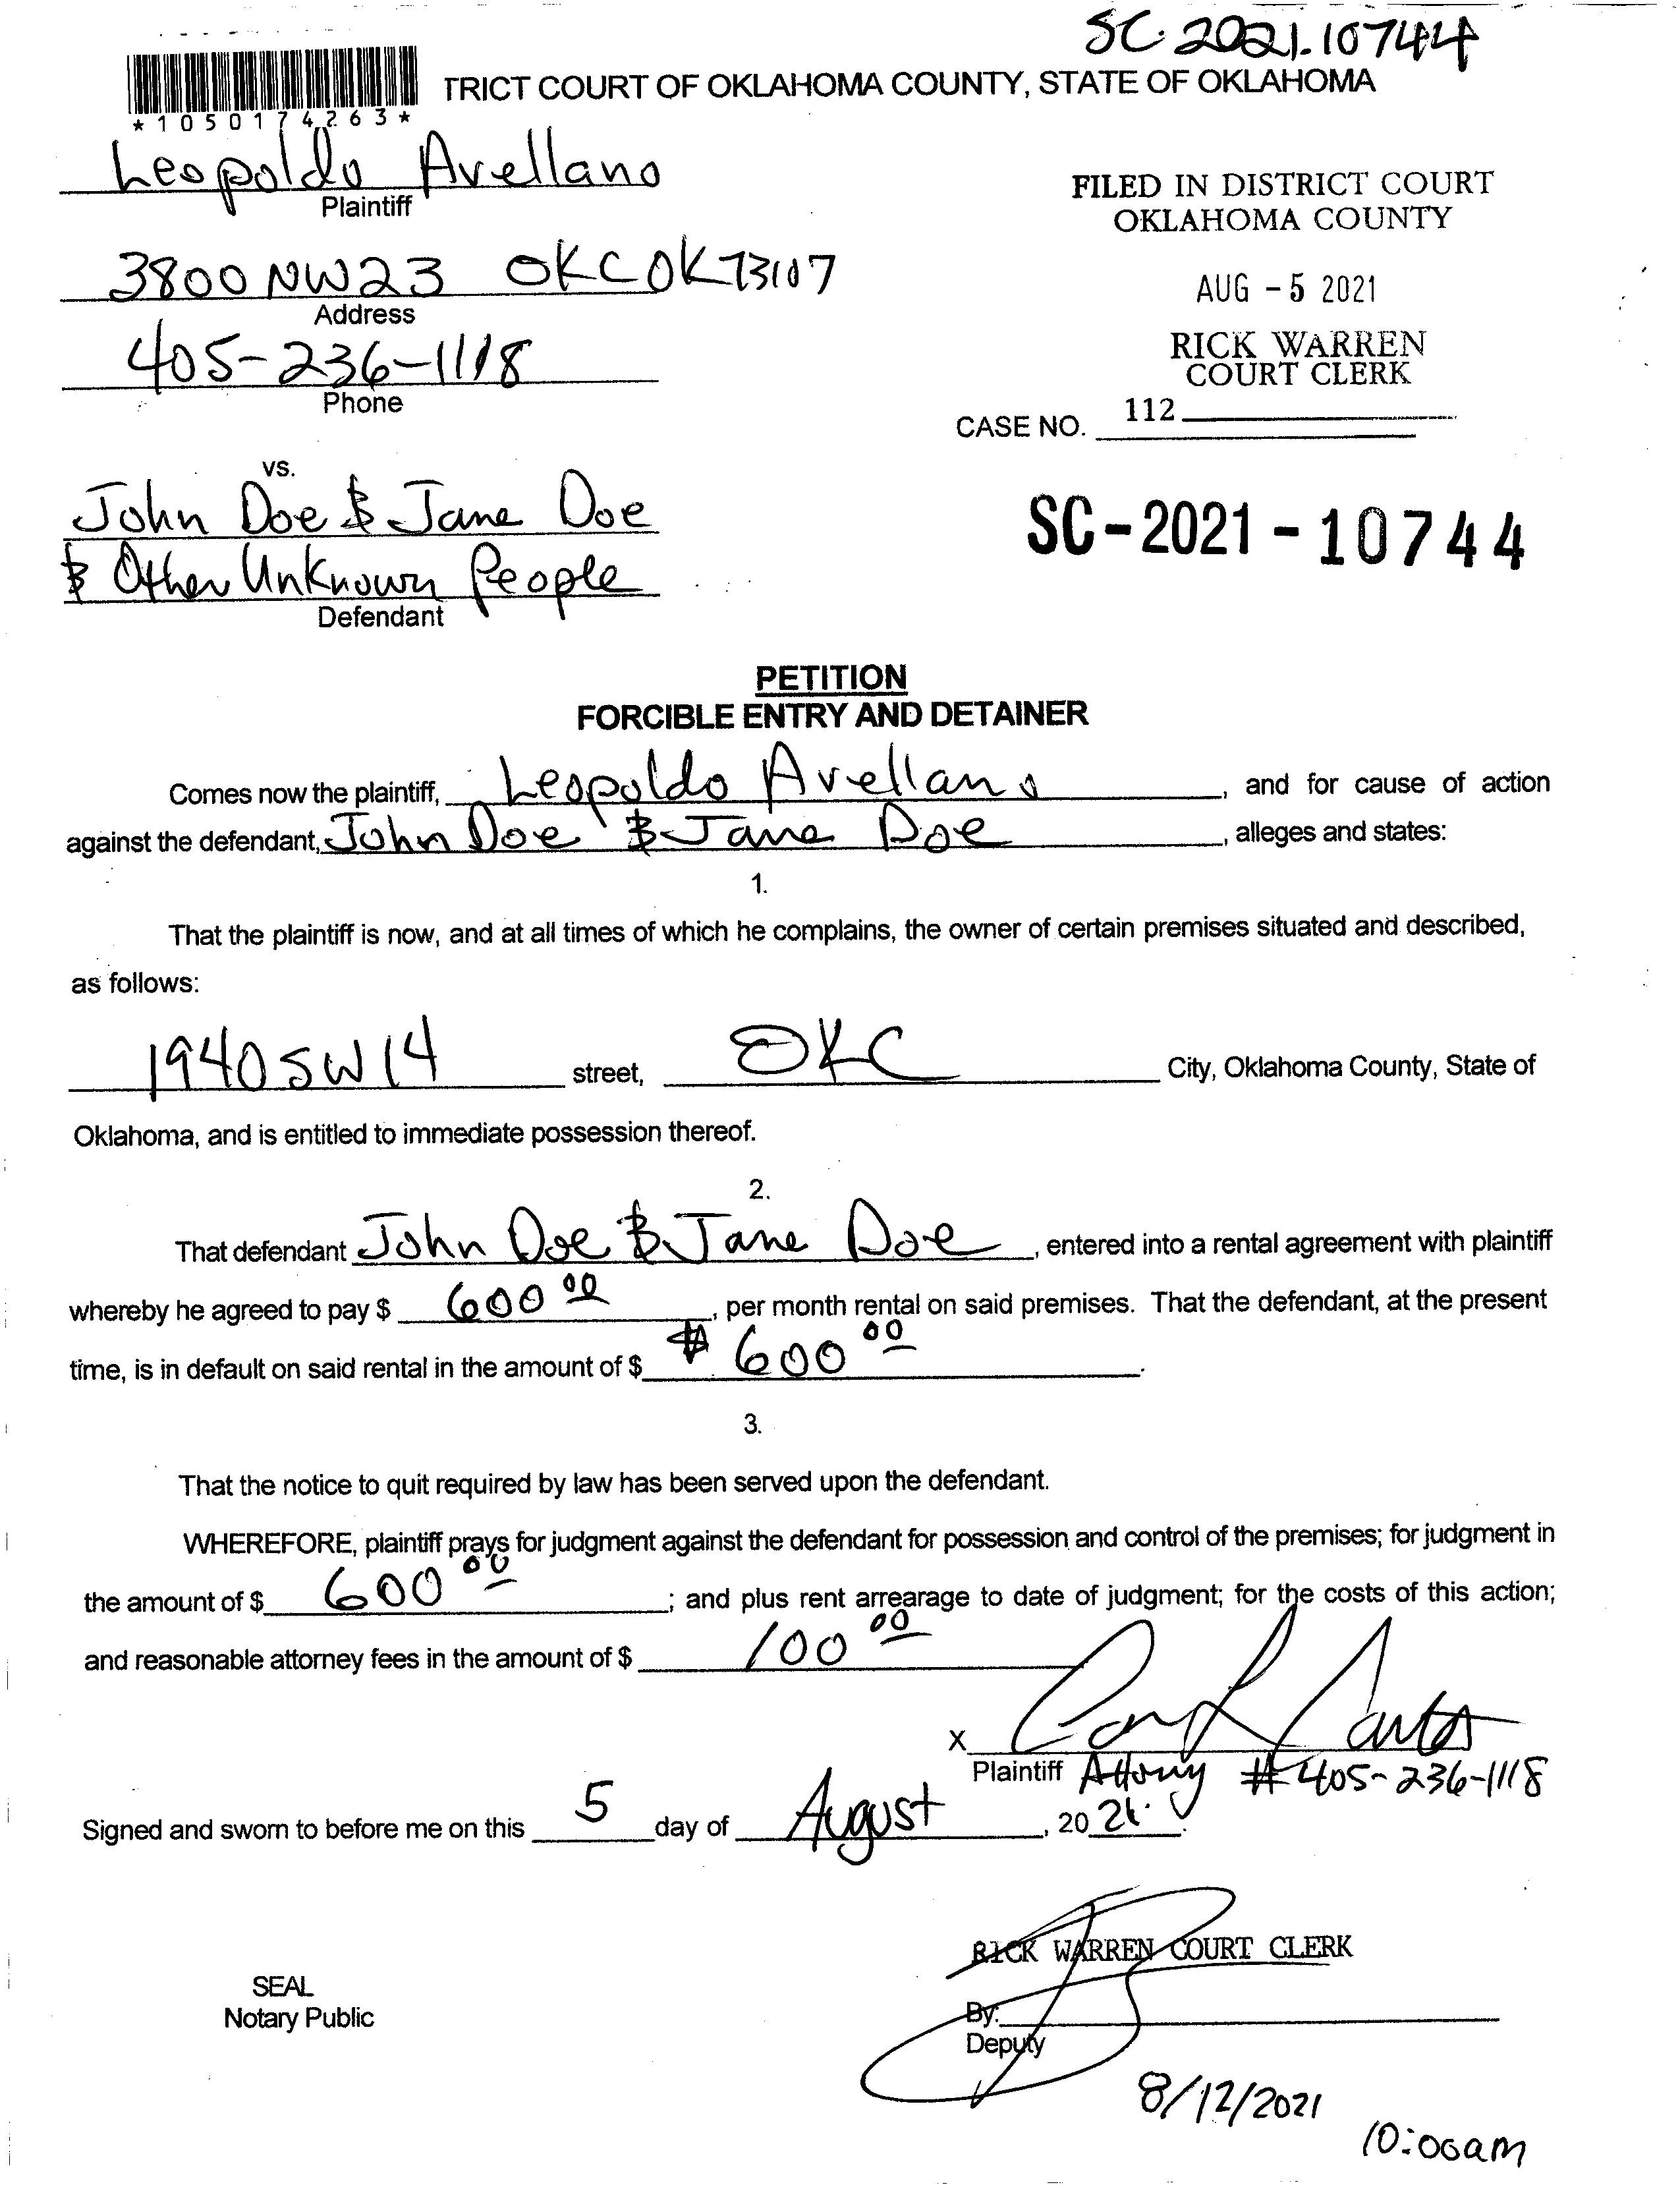 SC-2021-10744
TRICT COURT OF OKLAHOMA COUNTY, STATE OF OKLAHOMA
*1050174263*
Leopoldo Avellano
Plaintiff
FILED IN DISTRICT COURT
OKLAHOMA COUNTY
3800 NW23 OKC OK 73107
Address
AUG -5 2021
405-236-1118
Phone
RICK WARREN
COURT CLERK
CASE NO. 112
vs.
John Doe & Jane Doe
& Other Unknown People
Defendant
SC-2021-10744
PETITION
FORCIBLE ENTRY AND DETAINER
Comes now the plaintiff, Leopoldo Avellano, and for cause of action
against the defendant, John Doe & Jane Doe, alleges and states:
1.
That the plaintiff is now, and at all times of which he complains, the owner of certain premises situated and described,
as follows:
1940 SW 14 street, OKC City, Oklahoma County, State of
Oklahoma, and is entitled to immediate possession thereof.
2.
That defendant John Doe & Jane Doe, entered into a rental agreement with plaintiff
whereby he agreed to pay $ 600 00, per month rental on said premises. That the defendant, at the present
time, is in default on said rental in the amount of $ $ 600 00.
3.
That the notice to quit required by law has been served upon the defendant.
WHEREFORE, plaintiff prays for judgment against the defendant for possession and control of the premises; for judgment in
the amount of $ 600 00; and plus rent arrearage to date of judgment; for the costs of this action;
and reasonable attorney fees in the amount of $ 100 00
X
Plaintiff Attorny # 405-236-1118
Signed and sworn to before me on this 5 day of August, 2021.
RICK WARREN COURT CLERK
SEAL
Notary Public
By:
Deputy
8/12/2021
10:00am